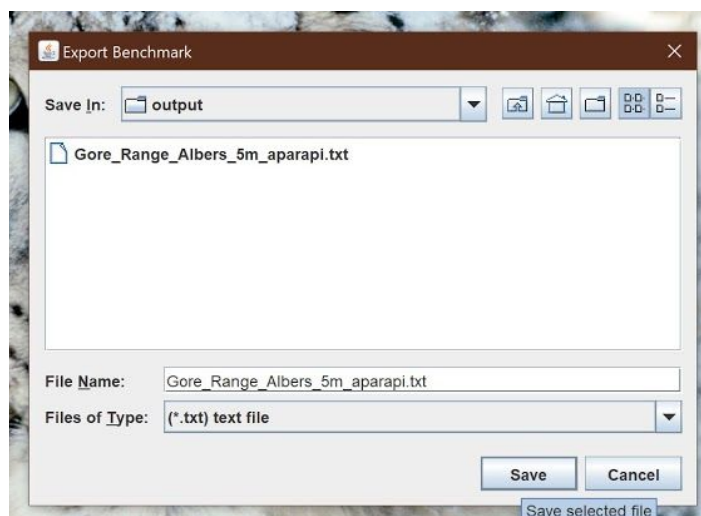 Export Benchmark
Save In: output
Gore_Range_Albers_5m_aparapi.txt
File Name: Gore_Range_Albers_5m_aparapi.txt
Files of Type: (*.txt) text file
Save Cancel
Save selected file